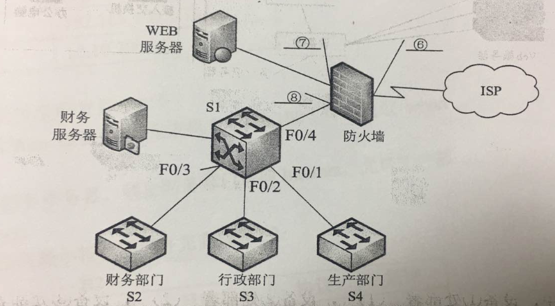 WEB
服务器
⑦
⑥
ISP
⑧
防火墙
财务
服务器
S1
F0/4
F0/3
F0/2
F0/1
财务部门
S2
行政部门
S3
生产部门
S4